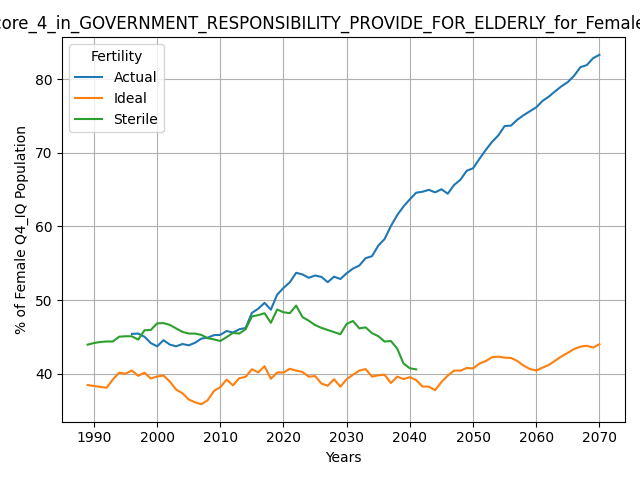 core_4_in_GOVERNMENT_RESPONSIBILITY_PROVIDE_FOR_ELDERLY_for_Female
Fertility
Actual
Ideal
Sterile
% of Female Q4_IQ Population
80
70
60
50
40
1990 2000 2010 2020 2030 2040 2050 2060 2070
Years